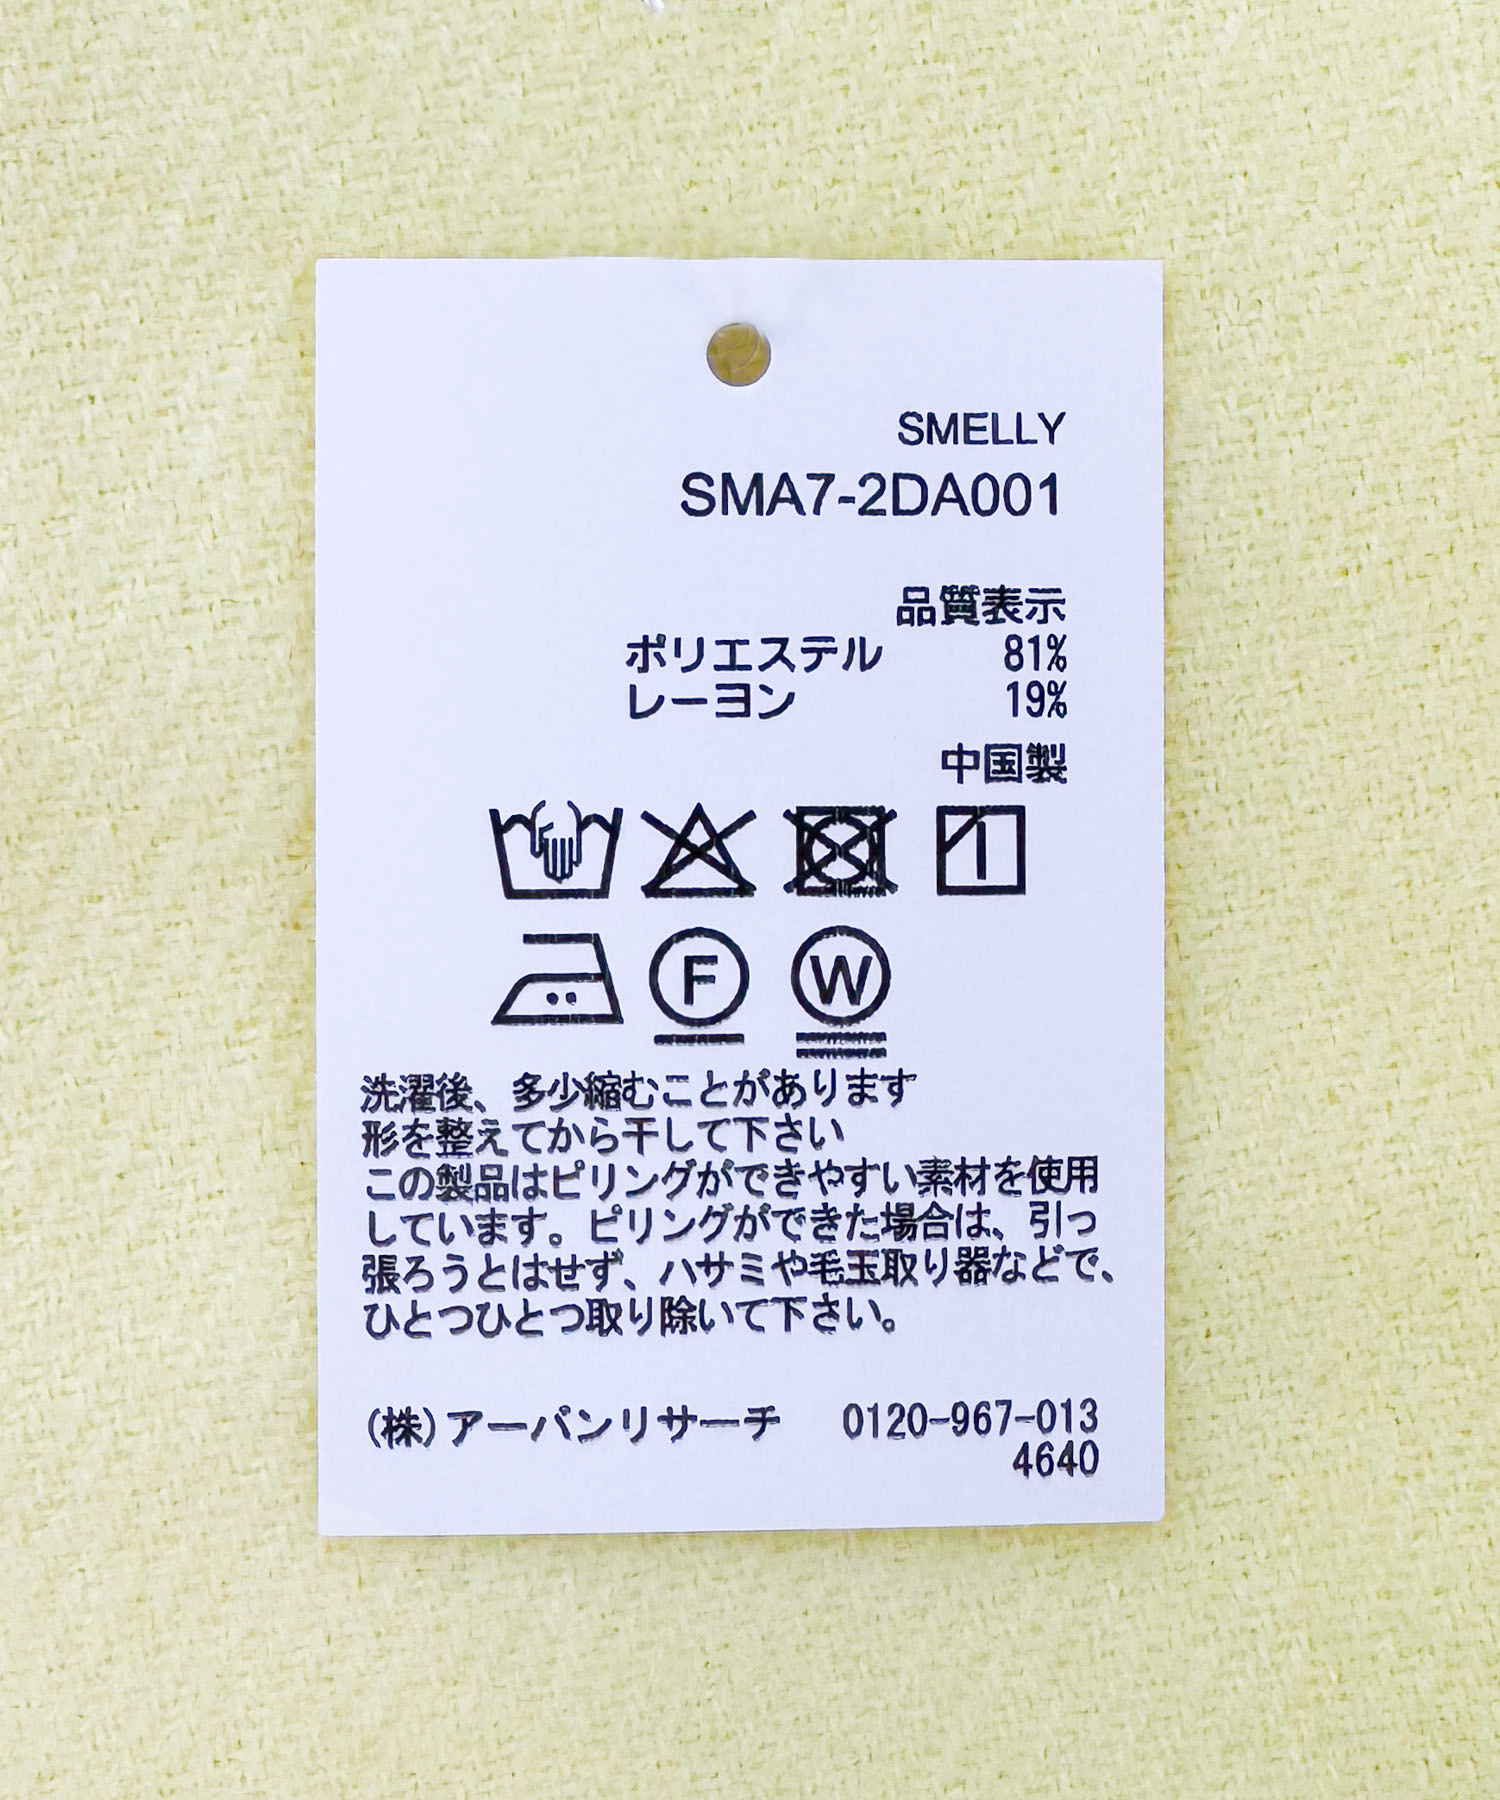 SMELLY
SMA7-2DA001
品質表示
ポリエステル 81%
レーヨン 19%
中国製
F W
洗濯後、多少縮むことがあります
形を整えてから干して下さい
この製品はピリングができやすい素材を使用
しています。ピリングができた場合は、引っ
張ろうとはせず、ハサミや毛玉取り器などで、
ひとつひとつ取り除いて下さい。
(株)アーバンリサーチ 0120-967-013
4640